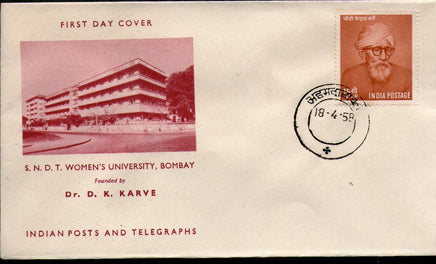 FIRST DAY COVER
S. N. D. T. WOMEN'S UNIVERSITY, BOMBAY
Founded by
Dr. D. K. KARVE
INDIAN POSTS AND TELEGRAPHS
INDIA POSTAGE
18-4-58